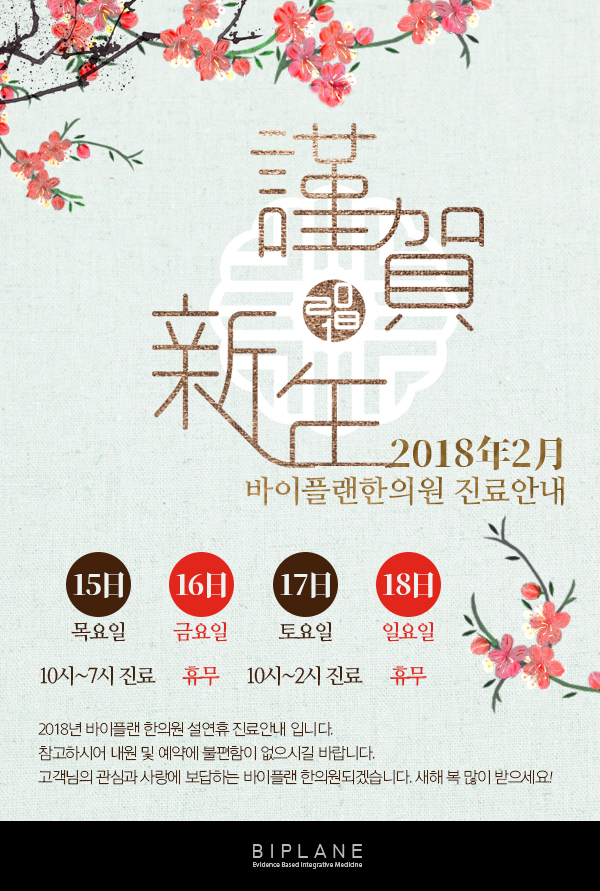 謹賀
新年
2018
2018年2月
바이플랜한의원 진료안내
15日 16日 17日 18日
목요일 금요일 토요일 일요일
10시~7시 진료 휴무 10시~2시 진료 휴무
2018년 바이플랜 한의원 설연휴 진료안내 입니다.
참고하시어 내원 및 예약에 불편함이 없으시길 바랍니다.
고객님의 관심과 사랑에 보답하는 바이플랜 한의원되겠습니다. 새해 복 많이 받으세요!
BIPLANE
Evidence Based Integrative Medicine